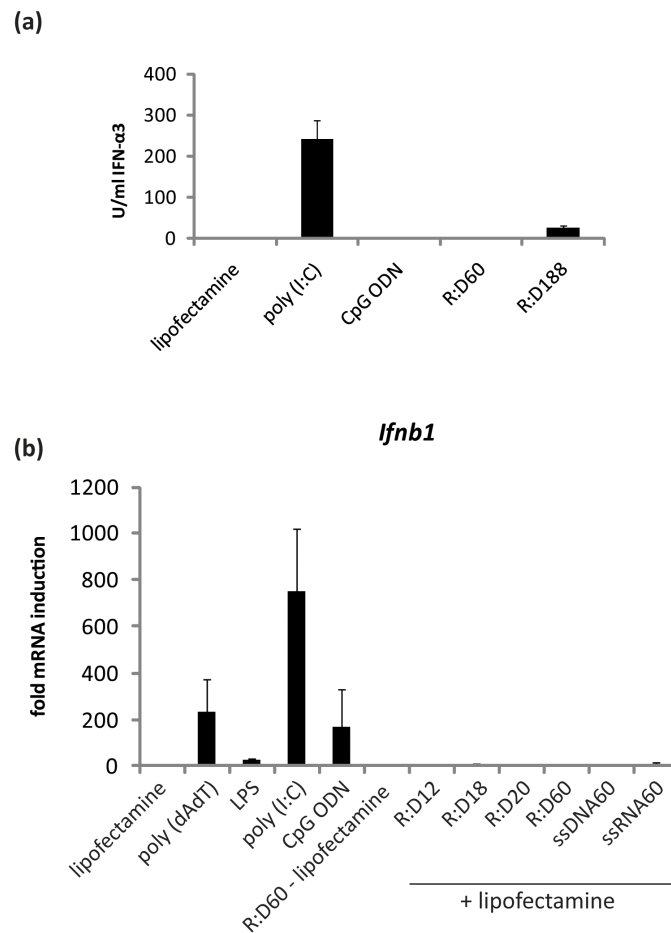 (a)
U/ml IFN-α3
400
300
200
100
0
lipofectamine
poly (I:C)
CpG ODN
R:D60
R:D188
Ifnb1
(b)
fold mRNA induction
1200
1000
800
600
400
200
0
lipofectamine
poly (dAdT)
LPS
poly (I:C)
CpG ODN
R:D60 - lipofectamine
R:D12
R:D18
R:D20
R:D60
ssDNA60
ssRNA60
+ lipofectamine